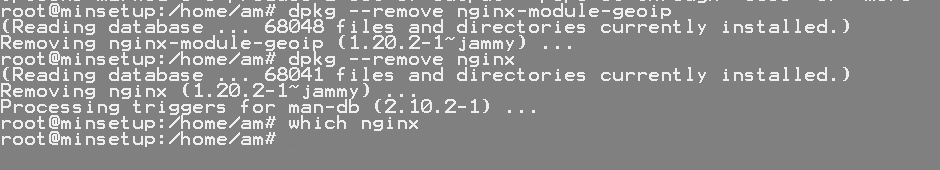 root@minsetup:/home/am# dpkg --remove nginx-module-geoip
(Reading database ... 68048 files and directories currently installed.)
Removing nginx-module-geoip (1.20.2-1~jammy) ...
root@minsetup:/home/am# dpkg --remove nginx
(Reading database ... 68041 files and directories currently installed.)
Removing nginx (1.20.2-1~jammy) ...
Processing triggers for man-db (2.10.2-1) ...
root@minsetup:/home/am# which nginx
root@minsetup:/home/am#